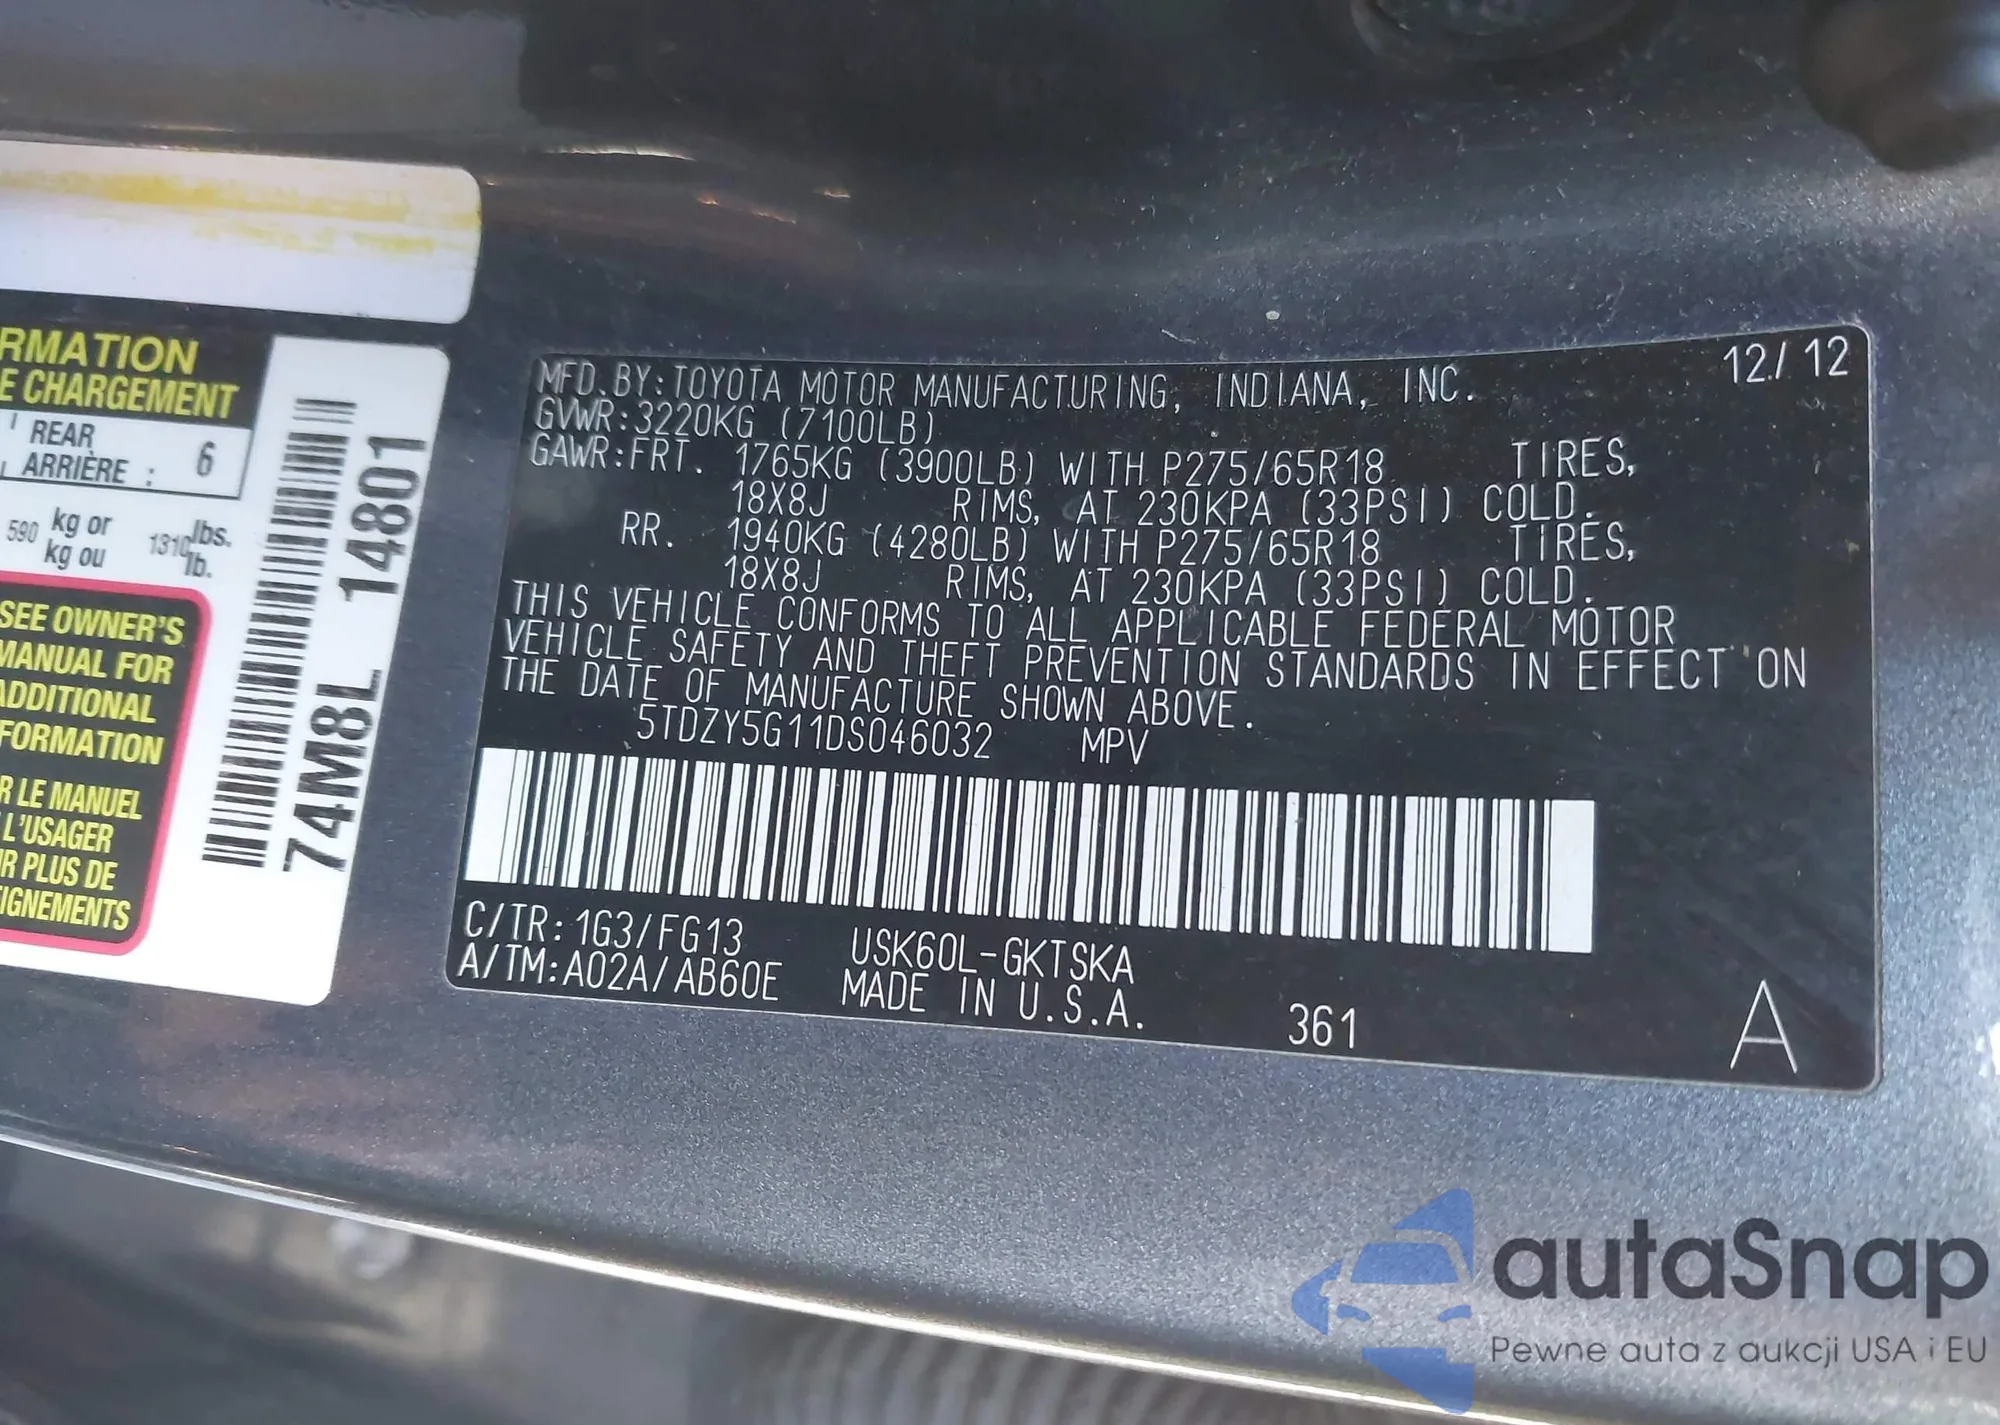 RMATION
E CHARGEMENT
REAR
ARRIÈRE : 6
590 kg or 1310 lbs.
kg ou lb.
SEE OWNER'S
MANUAL FOR
ADDITIONAL
FORMATION
R LE MANUEL
L'USAGER
R PLUS DE
IGNEMENTS
74M8L 14801
12/12
MFD. BY:TOYOTA MOTOR MANUFACTURING, INDIANA, INC.
GVWR:3220KG (7100LB)
GAWR:FRT. 1765KG (3900LB) WITH P275/65R18 TIRES,
18X8J RIMS, AT 230KPA (33PSI) COLD.
RR. 1940KG (4280LB) WITH P275/65R18 TIRES,
18X8J RIMS, AT 230KPA (33PSI) COLD.
THIS VEHICLE CONFORMS TO ALL APPLICABLE FEDERAL MOTOR
VEHICLE SAFETY AND THEFT PREVENTION STANDARDS IN EFFECT ON
THE DATE OF MANUFACTURE SHOWN ABOVE.
5TDZY5G11DS046032 MPV
C/TR:1G3/FG13 USK60L-GKTSKA
A/TM:A02A/AB60E MADE IN U.S.A.
361
A
autaSnap
Pewne auta z aukcji USA i EU